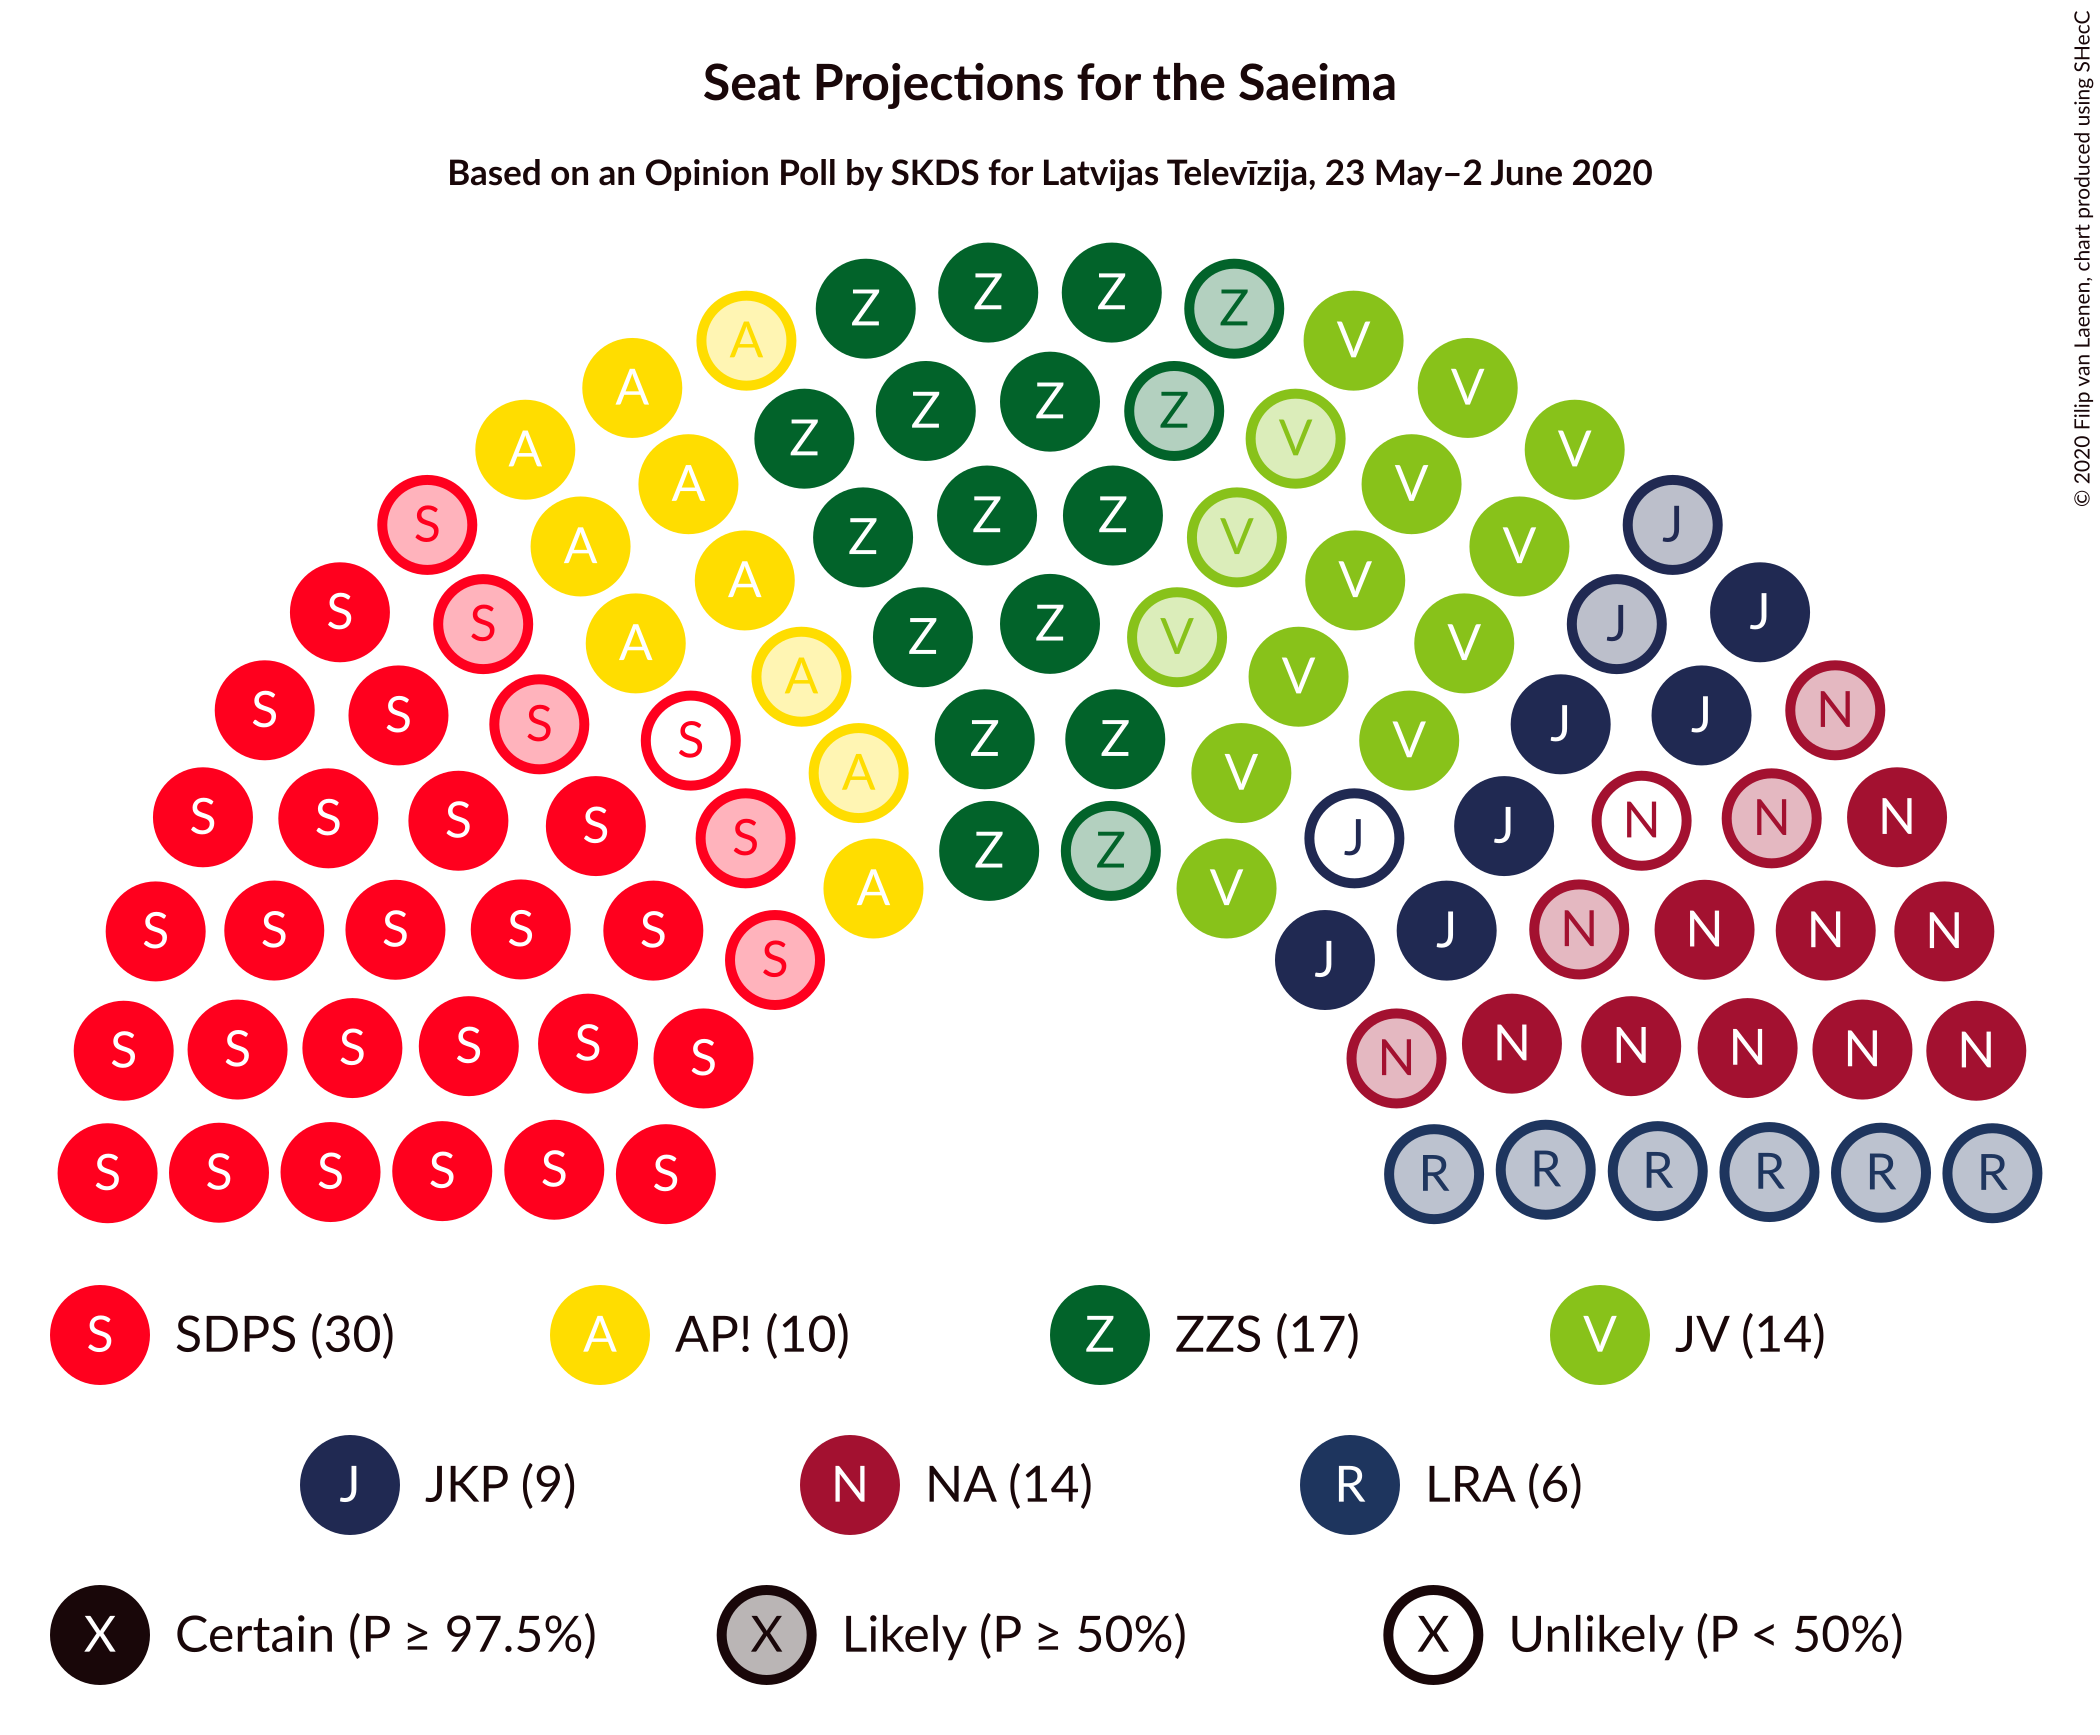 Seat Projections for the Saeima
Based on an Opinion Poll by SKDS for Latvijas Televīzija, 23 May–2 June 2020
© 2020 Filip van Laenen, chart produced using SHecC
Z Z Z Z
A V
A Z Z Z Z V V
A A V V
S A Z Z Z V V J
S S A A Z Z V V V J J
S S S A A V V J J N
S S Z Z V
S S S S S A V J J N N N
A Z Z V
S S S S S S J J N N N N
S S S S S S N N N N N N
S S S S S S R R R R R R
S SDPS (30) A AP! (10) Z ZZS (17) V JV (14)
J JKP (9) N NA (14) R LRA (6)
X Certain (P ≥ 97.5%) X Likely (P ≥ 50%) X Unlikely (P < 50%)